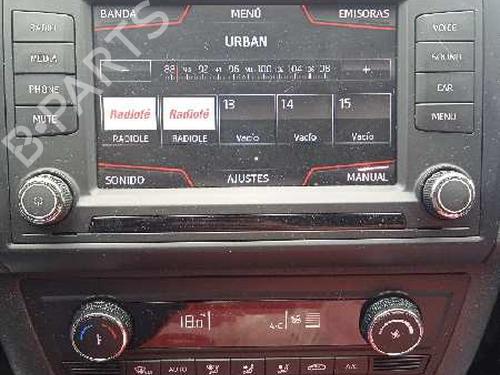 BANDA MENÚ EMISORAS
RADIO VOICE
URBAN
MEDIA SOUND
88 92 96 100 104 108
PHONE CAR
Radiolé Radiolé 13 14 15
MUTE MENU
RADIOLE RADIOLE Vacío Vacío Vacío
SONIDO AJUSTES MANUAL
18.0 A-C
AUTO A/C
B-PARTS